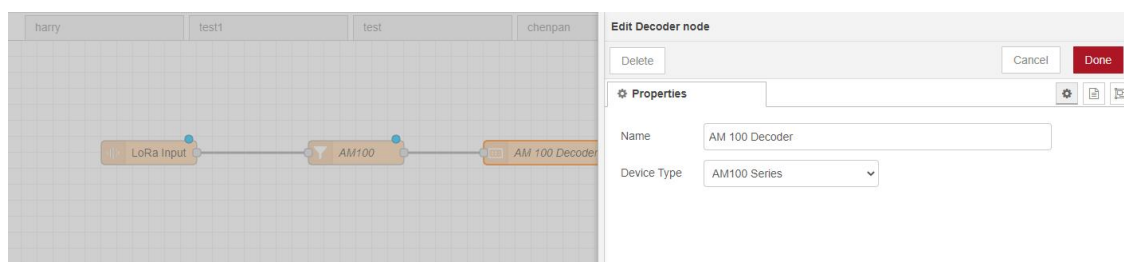 harry
test1
test
chenpan
LoRa Input
AM100
AM 100 Decoder
Edit Decoder node
Delete
Cancel
Done
Properties
Name
AM 100 Decoder
Device Type
AM100 Series